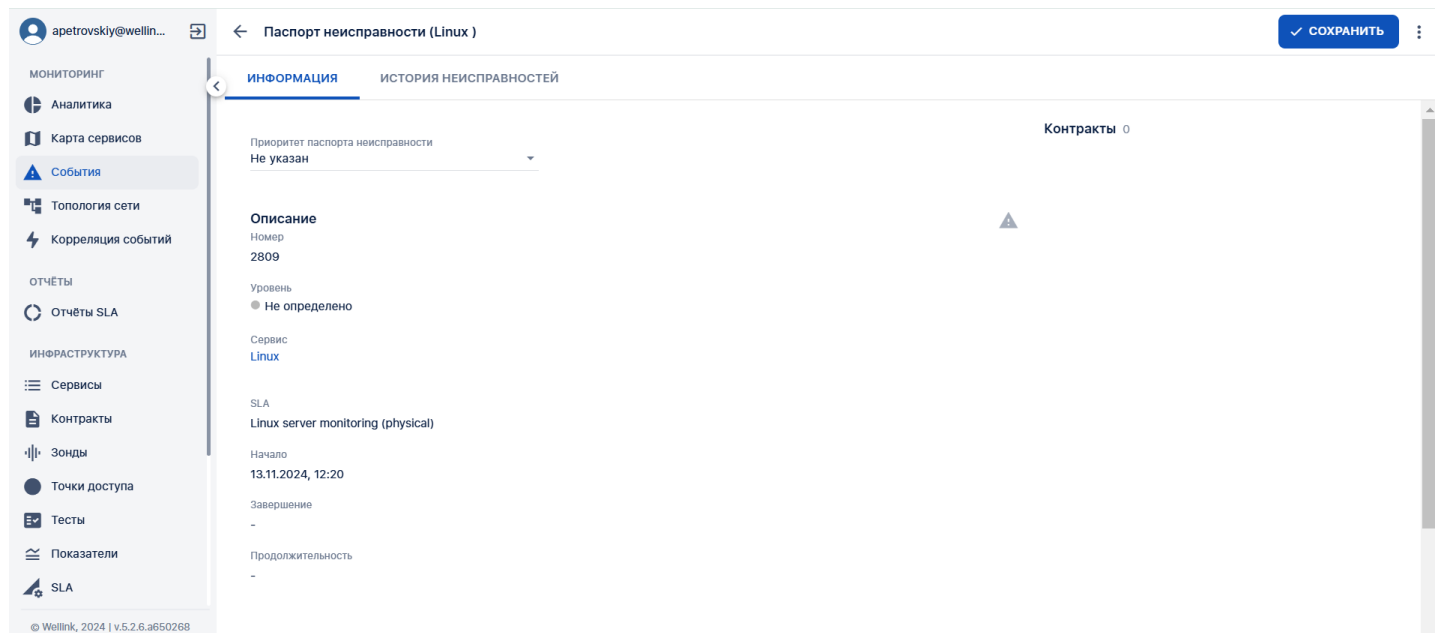 apetrovskiy@wellin...
МОНИТОРИНГ
Аналитика
Карта сервисов
События
Топология сети
Корреляция событий
ОТЧЁТЫ
Отчёты SLA
ИНФРАСТРУКТУРА
Сервисы
Контракты
Зонды
Точки доступа
Тесты
Показатели
SLA
© Wellink, 2024 | v.5.2.6.a650268
Паспорт неисправности (Linux )
СОХРАНИТЬ
ИНФОРМАЦИЯ
ИСТОРИЯ НЕИСПРАВНОСТЕЙ
Приоритет паспорта неисправности
Не указан
Контракты 0
Описание
Номер
2809
Уровень
Не определено
Сервис
Linux
SLA
Linux server monitoring (physical)
Начало
13.11.2024, 12:20
Завершение
-
Продолжительность
-